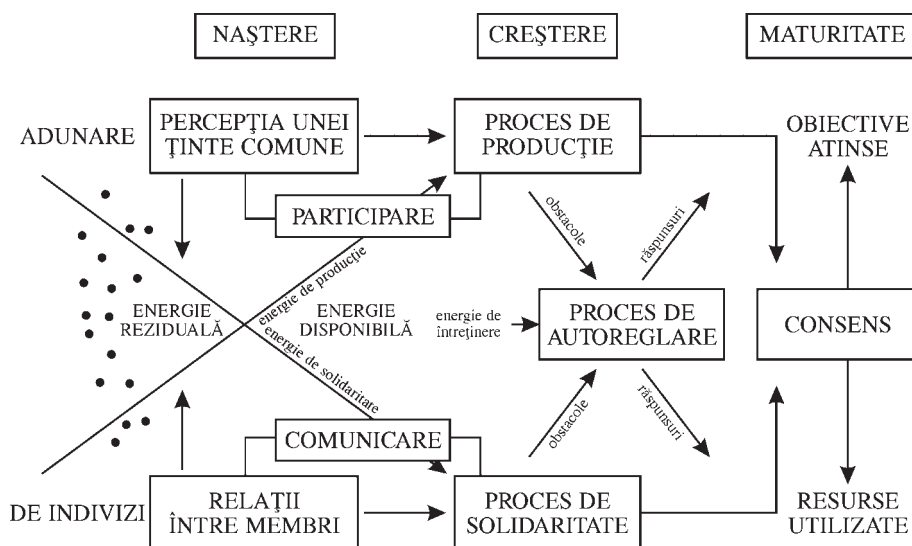 NAŞTERE
CREŞTERE
MATURITATE
ADUNARE
PERCEPŢIA UNEI
ŢINTE COMUNE
PROCES DE
PRODUCŢIE
OBIECTIVE
ATINSE
PARTICIPARE
obstacole
răspunsuri
energie de producţie
ENERGIE
REZIDUALĂ
ENERGIE
DISPONIBILĂ
energie de
întreţinere
PROCES DE
AUTOREGLARE
CONSENS
energie de solidaritate
obstacole
răspunsuri
COMUNICARE
DE INDIVIZI
RELAŢII
ÎNTRE MEMBRI
PROCES DE
SOLIDARITATE
RESURSE
UTILIZATE